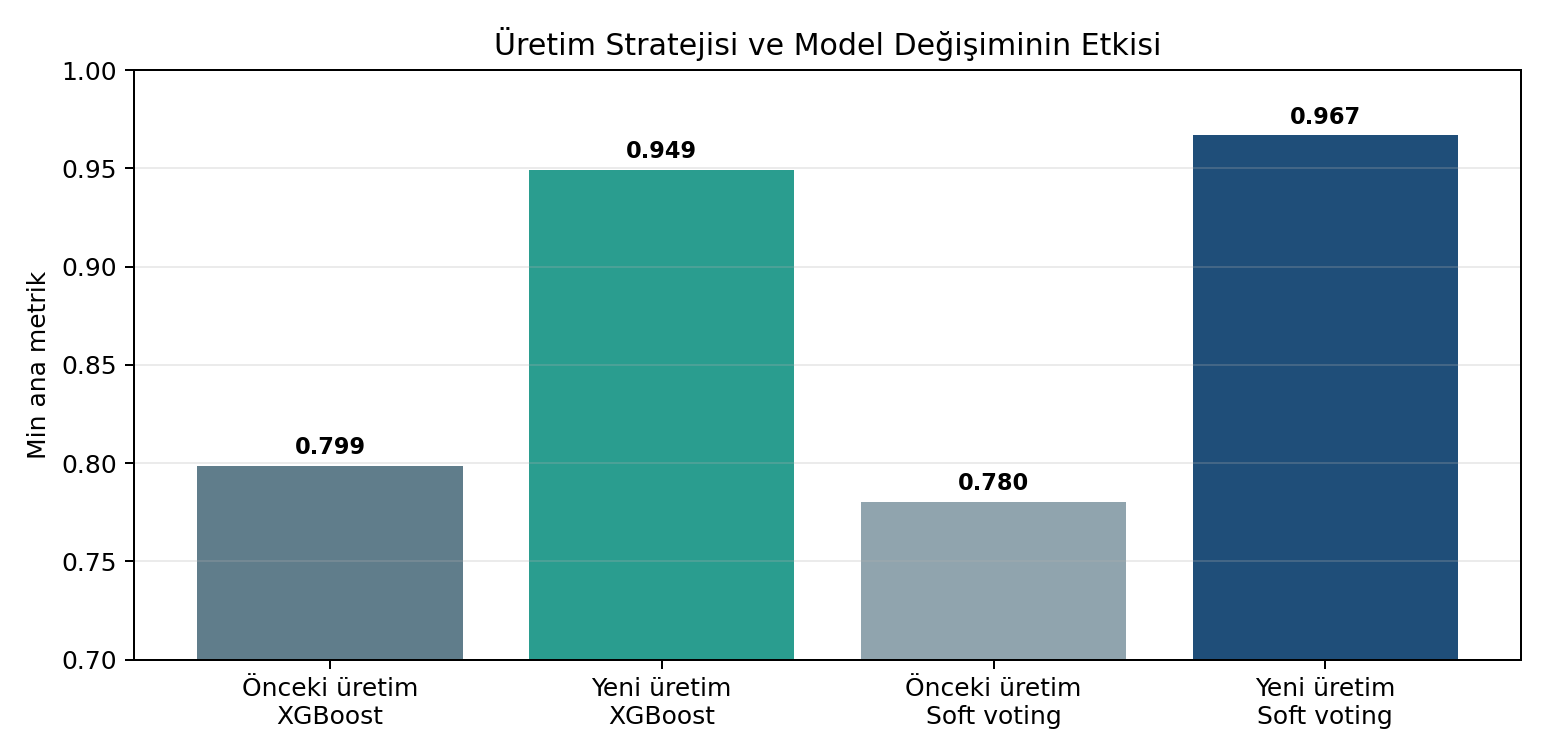 Üretim Stratejisi ve Model Değişiminin Etkisi
Min ana metrik
1.00
0.95
0.90
0.85
0.80
0.75
0.70
0.799
0.949
0.780
0.967
Önceki üretim
XGBoost
Yeni üretim
XGBoost
Önceki üretim
Soft voting
Yeni üretim
Soft voting